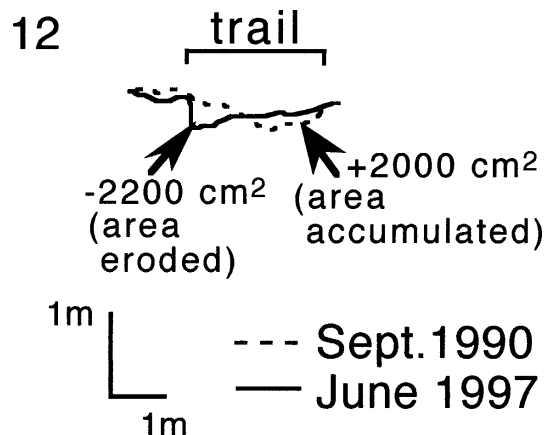 12
trail
-2200 cm²
(area
eroded)
+2000 cm²
(area
accumulated)
1m
1m
Sept.1990
June 1997